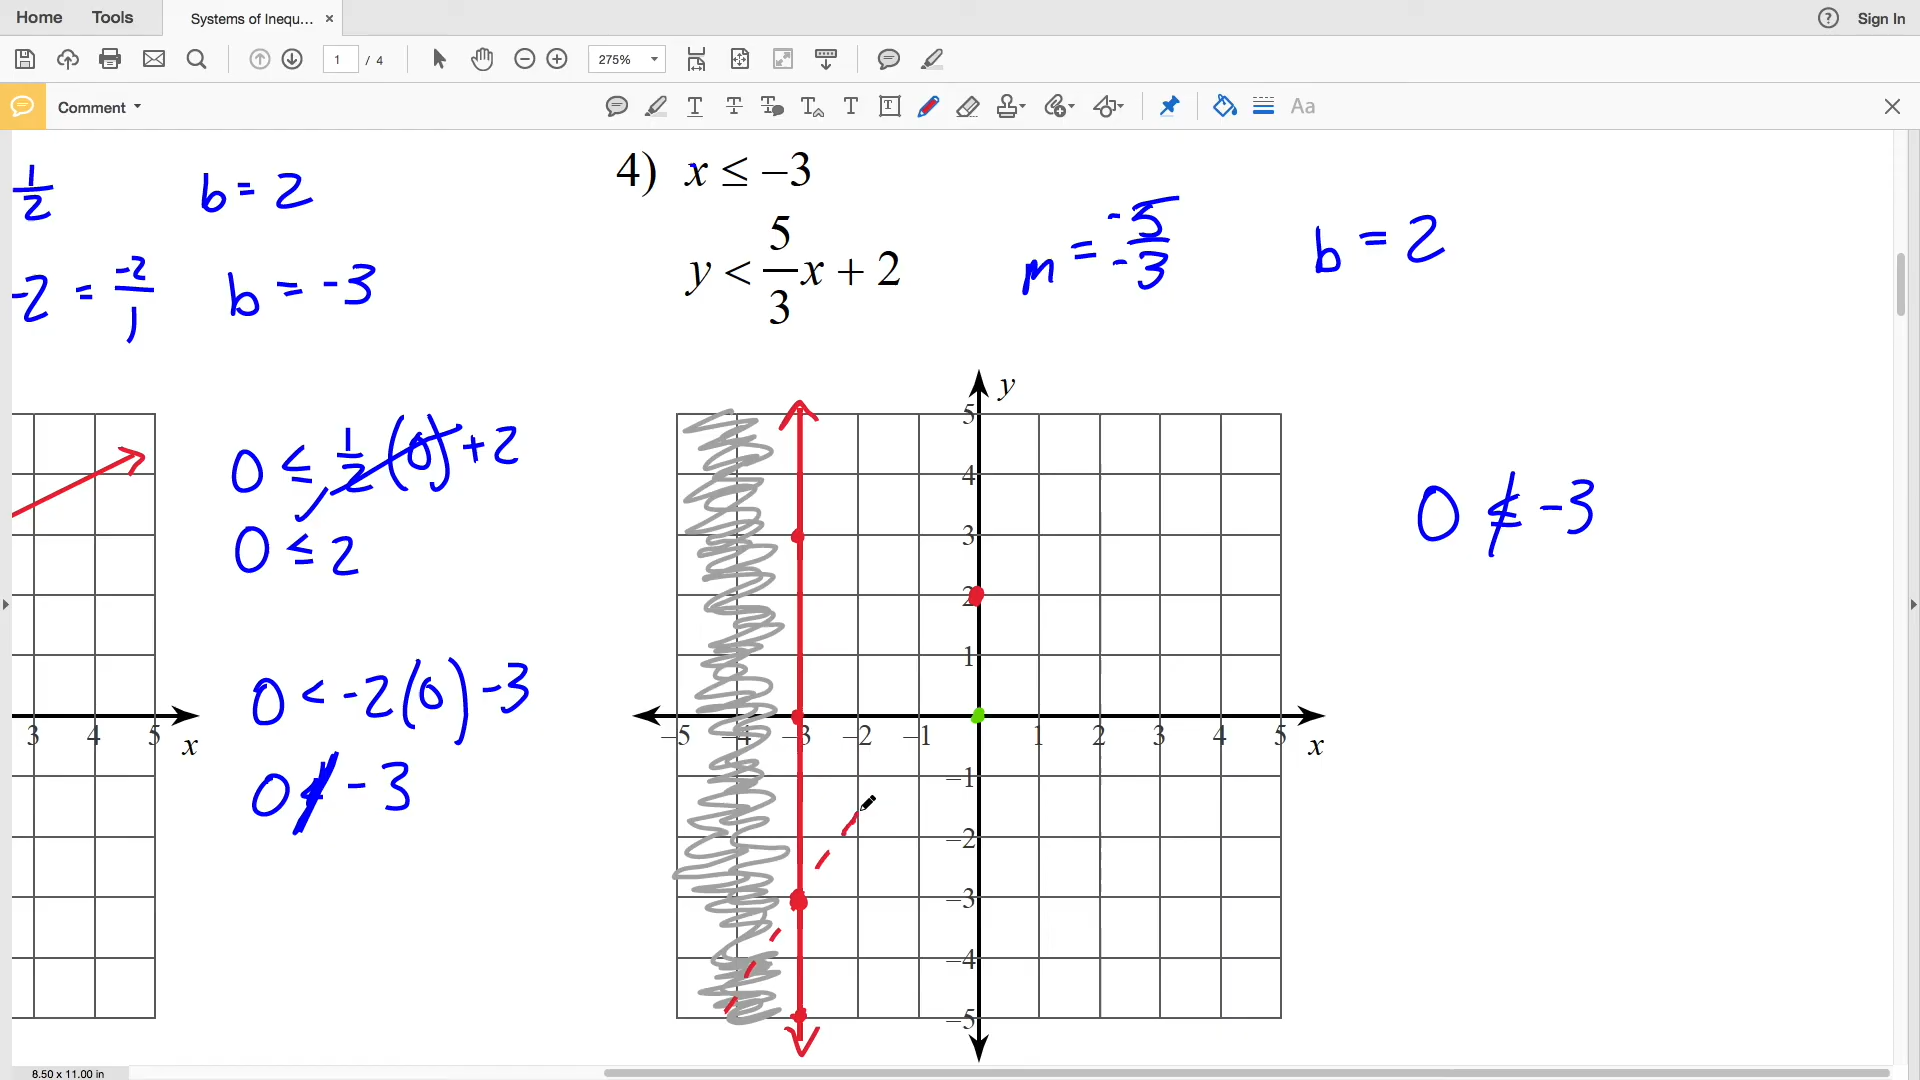 Home Tools Systems of Inequ... × ? Sign In
1 / 4 275%
Comment T T T T T T Aa
1/2 b = 2
-2 = -2/1 b = -3
4) x ≤ −3
y < 5/3 x + 2
m = -5/-3 b = 2
0 ≤ 1/2 (0) + 2
0 ≤ 2
0 < -2(0) -3
0 ≮ -3
3 4 5 x
y
5
4
3
2
1
−5 −4 −3 −2 −1 1 2 3 4 5 x
−1
−2
−3
−4
−5
0 ≰ -3
8.50 x 11.00 in